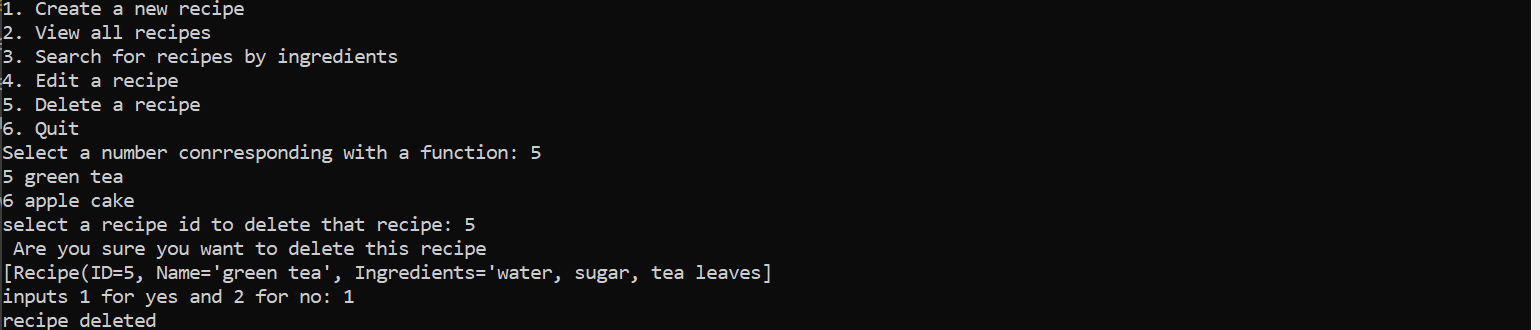 1. Create a new recipe
2. View all recipes
3. Search for recipes by ingredients
4. Edit a recipe
5. Delete a recipe
6. Quit
Select a number conrresponding with a function: 5
5 green tea
6 apple cake
select a recipe id to delete that recipe: 5
 Are you sure you want to delete this recipe
[Recipe(ID=5, Name='green tea', Ingredients='water, sugar, tea leaves]
inputs 1 for yes and 2 for no: 1
recipe deleted